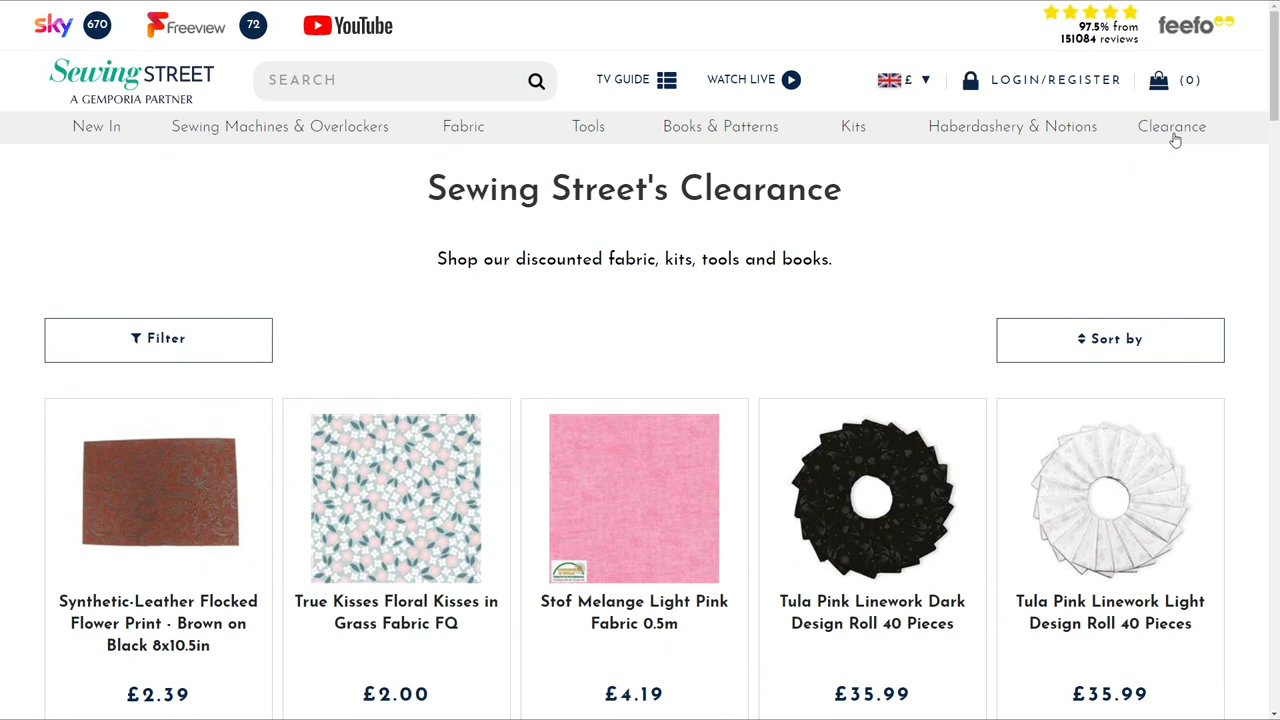 sky 670 Freeview 72 YouTube
97.5% from
151084 reviews
feefo
Sewing STREET
A GEMPORIA PARTNER
SEARCH
TV GUIDE
WATCH LIVE
£ ▼
LOGIN/REGISTER
(0)
New In Sewing Machines & Overlockers Fabric Tools Books & Patterns Kits Haberdashery & Notions Clearance
Sewing Street's Clearance
Shop our discounted fabric, kits, tools and books.
Filter
Sort by
Synthetic-Leather Flocked
Flower Print - Brown on
Black 8x10.5in
£2.39
True Kisses Floral Kisses in
Grass Fabric FQ
£2.00
Stof Melange Light Pink
Fabric 0.5m
£4.19
Tula Pink Linework Dark
Design Roll 40 Pieces
£35.99
Tula Pink Linework Light
Design Roll 40 Pieces
£35.99